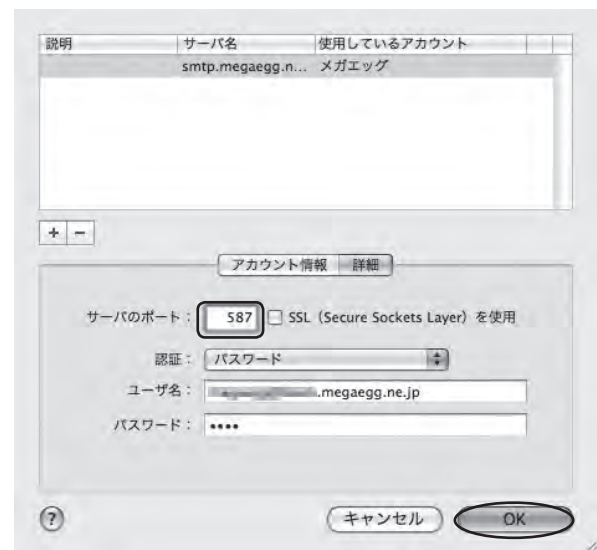 説明 サーバ名 使用しているアカウント
smtp.megaegg.n... メガエッグ
+ −
アカウント情報 詳細
サーバのポート： 587 SSL（Secure Sockets Layer）を使用
認証： パスワード
ユーザ名： .megaegg.ne.jp
パスワード： ••••
? キャンセル OK